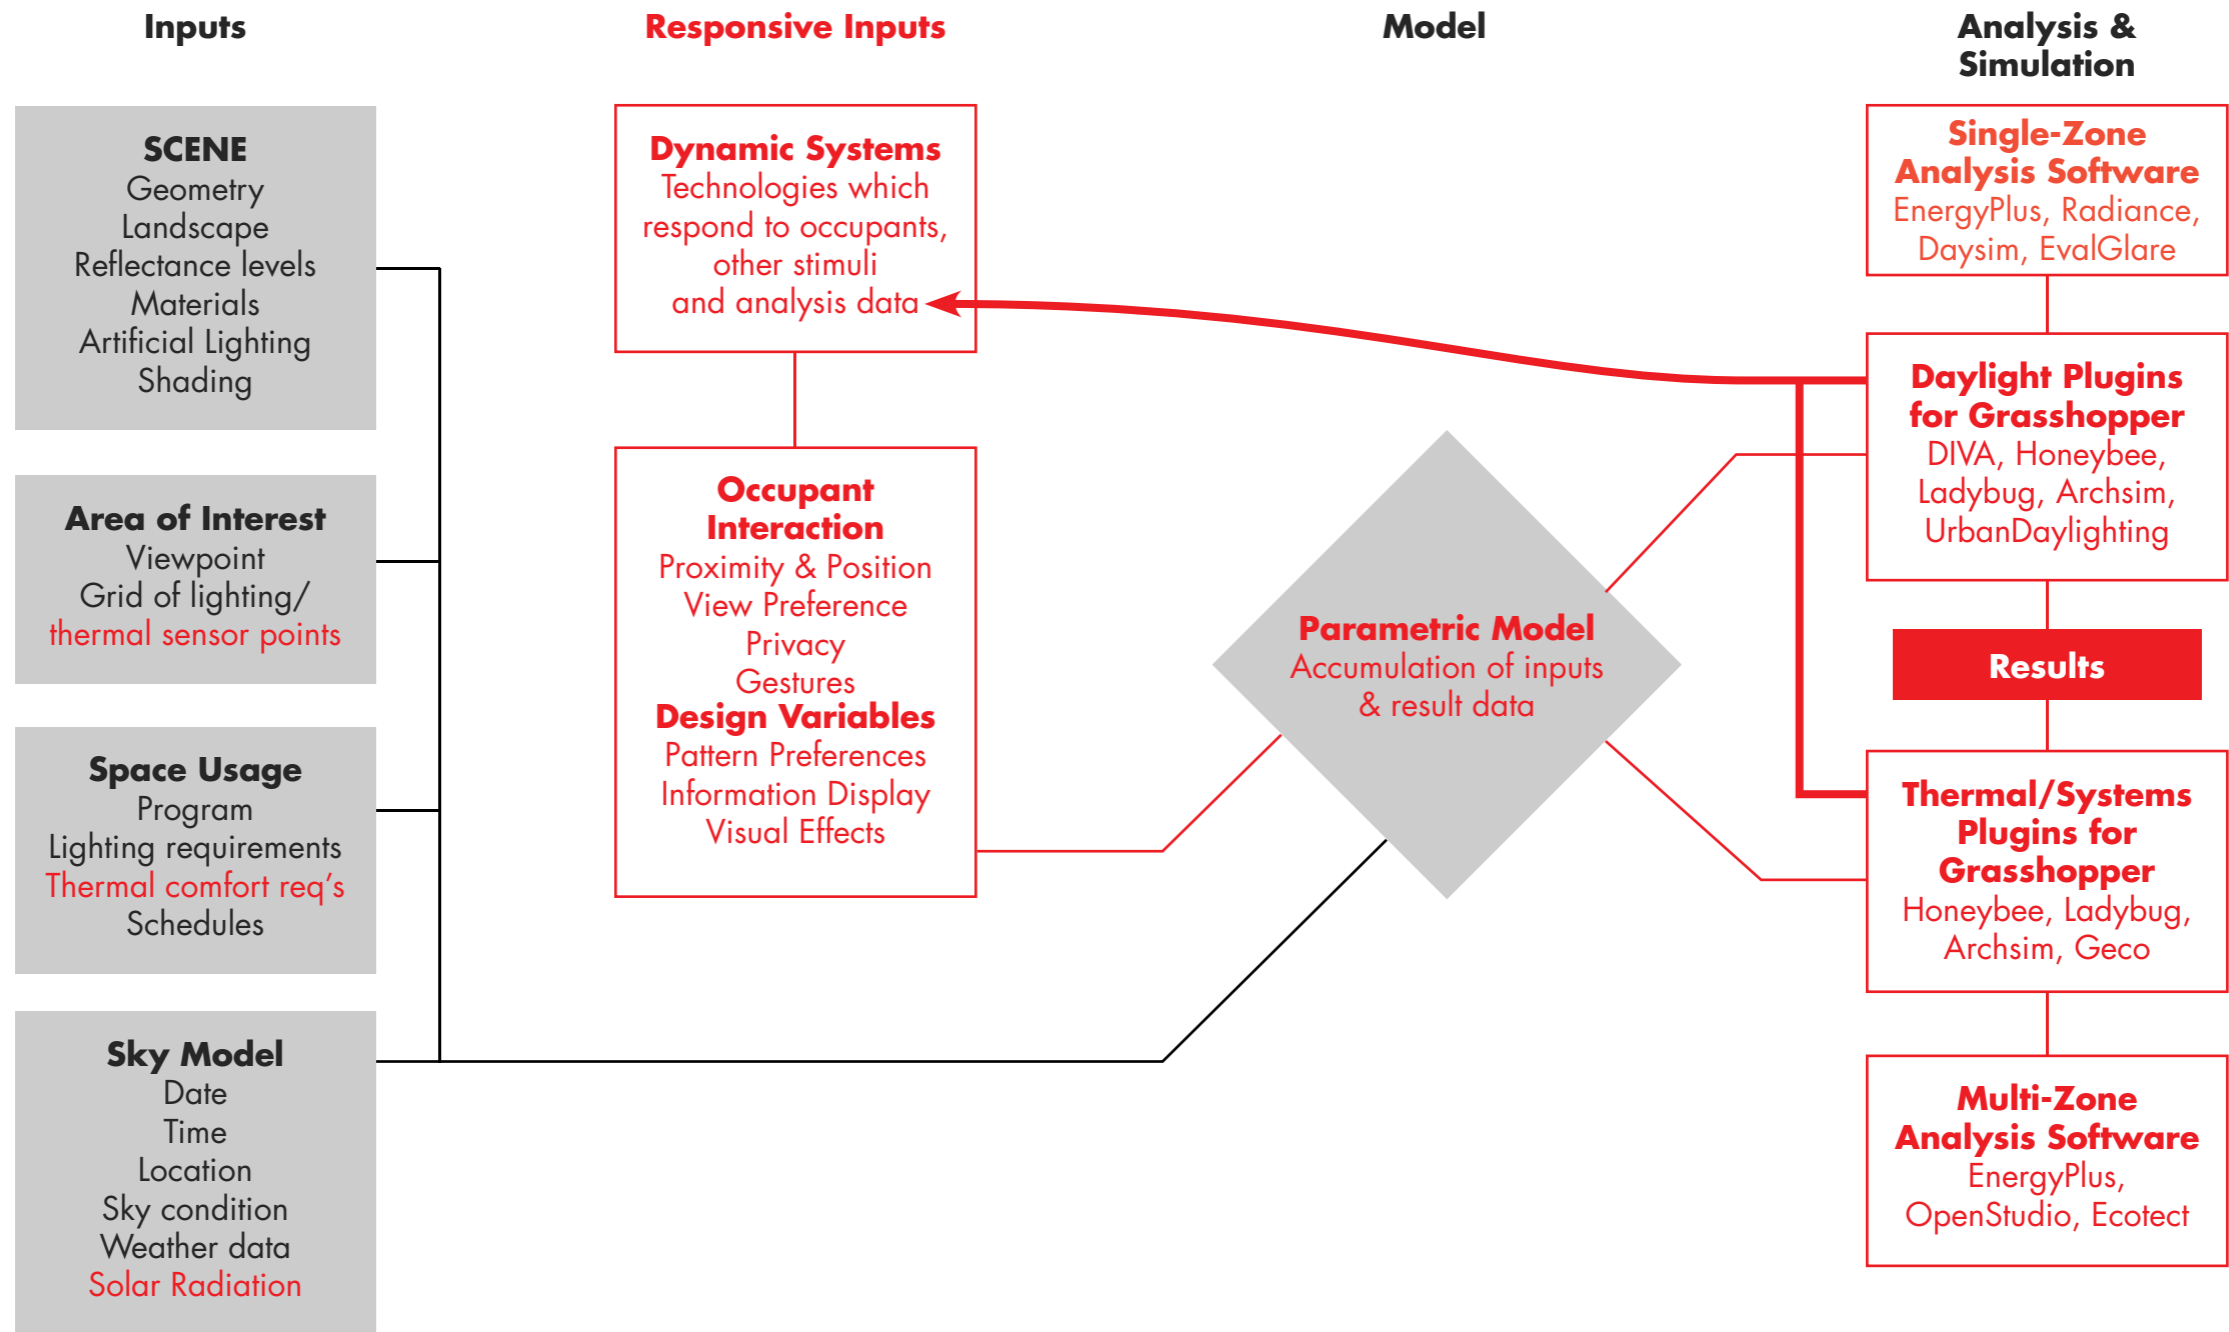 Inputs
SCENE
Geometry
Landscape
Reflectance levels
Materials
Artificial Lighting
Shading
Area of Interest
Viewpoint
Grid of lighting/
thermal sensor points
Space Usage
Program
Lighting requirements
Thermal comfort req’s
Schedules
Sky Model
Date
Time
Location
Sky condition
Weather data
Solar Radiation
Responsive Inputs
Dynamic Systems
Technologies which
respond to occupants,
other stimuli
and analysis data
Occupant
Interaction
Proximity & Position
View Preference
Privacy
Gestures
Design Variables
Pattern Preferences
Information Display
Visual Effects
Model
Parametric Model
Accumulation of inputs
& result data
Analysis &
Simulation
Single-Zone
Analysis Software
EnergyPlus, Radiance,
Daysim, EvalGlare
Daylight Plugins
for Grasshopper
DIVA, Honeybee,
Ladybug, Archsim,
UrbanDaylighting
Results
Thermal/Systems
Plugins for
Grasshopper
Honeybee, Ladybug,
Archsim, Geco
Multi-Zone
Analysis Software
EnergyPlus,
OpenStudio, Ecotect